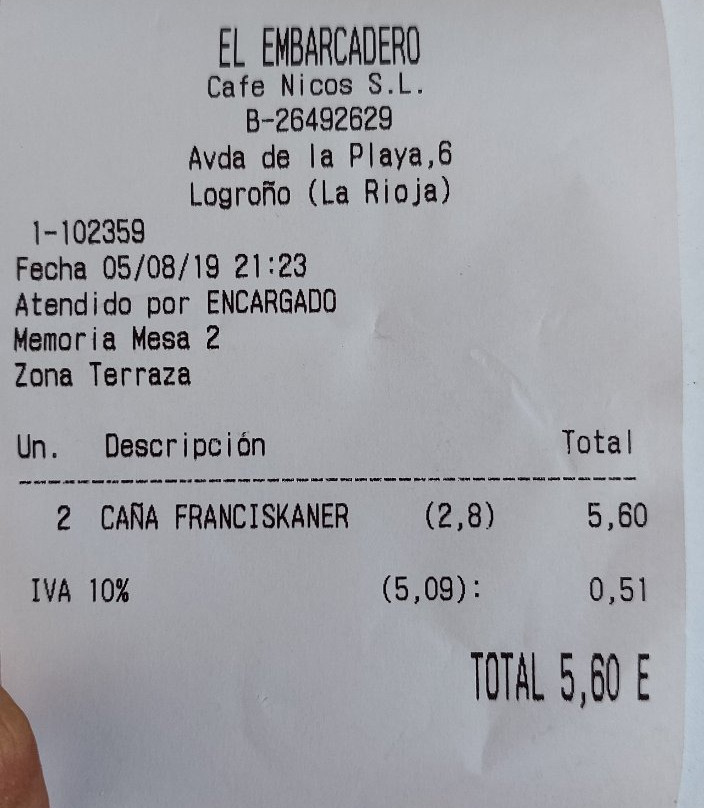 EL EMBARCADERO
Cafe Nicos S.L.
B-26492629
Avda de la Playa,6
Logroño (La Rioja)
1-102359
Fecha 05/08/19 21:23
Atendido por ENCARGADO
Memoria Mesa 2
Zona Terraza
Un. Descripción Total
2 CAÑA FRANCISKANER (2,8) 5,60
IVA 10% (5,09): 0,51
TOTAL 5,60 E